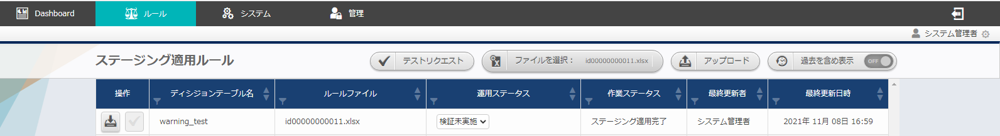 Dashboard ルール システム 管理
システム管理者
ステージング適用ルール テストリクエスト ファイルを選択： id00000000011.xlsx アップロード 過去を含め表示 OFF
操作 ディシジョンテーブル名 ルールファイル 運用ステータス 作業ステータス 最終更新者 最終更新日時
warning_test id00000000011.xlsx 検証未実施 ステージング適用完了 システム管理者 2021年 11月 08日 16:59